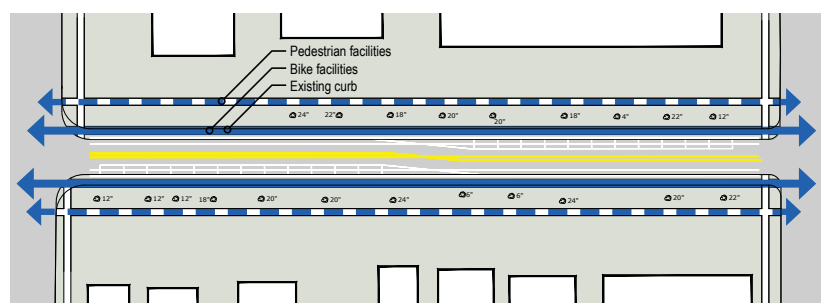 Pedestrian facilities
Bike facilities
Existing curb
24" 22" 18" 20" 20" 18" 4" 22" 12"
12" 12" 12" 18" 20" 20" 24" 6" 6" 24" 20" 22"